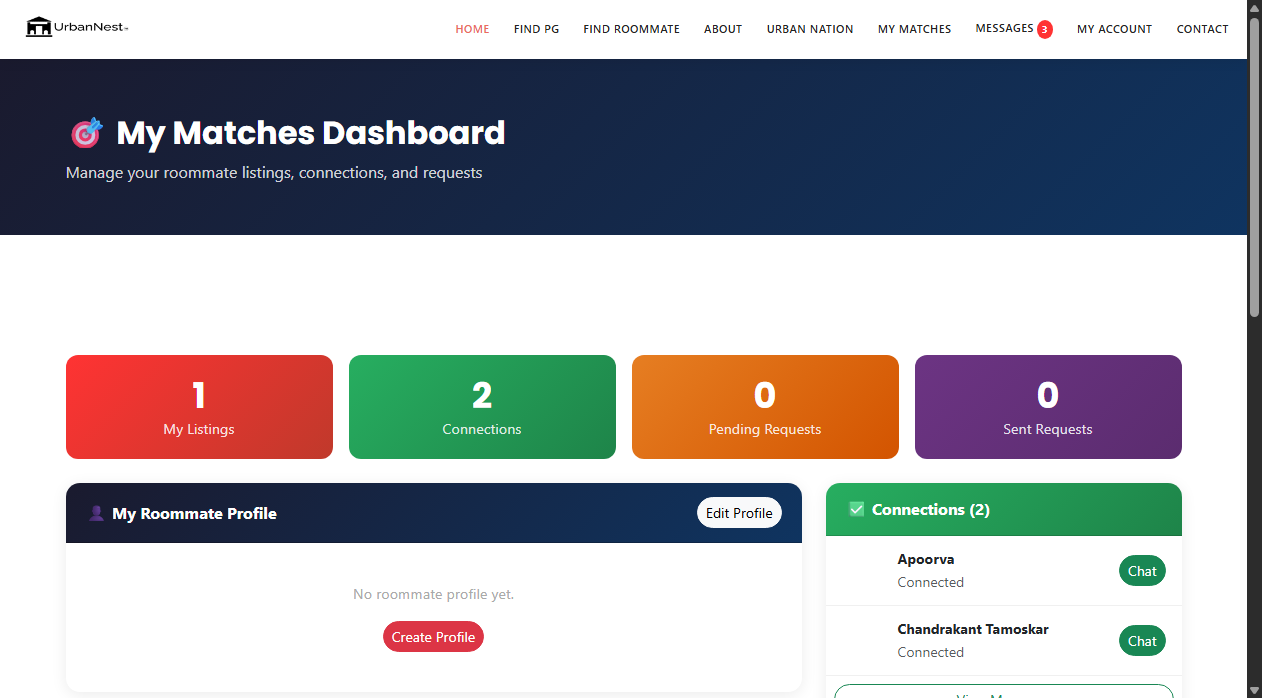 UrbanNest
HOME FIND PG FIND ROOMMATE ABOUT URBAN NATION MY MATCHES MESSAGES 3 MY ACCOUNT CONTACT
My Matches Dashboard
Manage your roommate listings, connections, and requests
1
My Listings
2
Connections
0
Pending Requests
0
Sent Requests
My Roommate Profile
Edit Profile
No roommate profile yet.
Create Profile
Connections (2)
Apoorva
Connected
Chat
Chandrakant Tamoskar
Connected
Chat